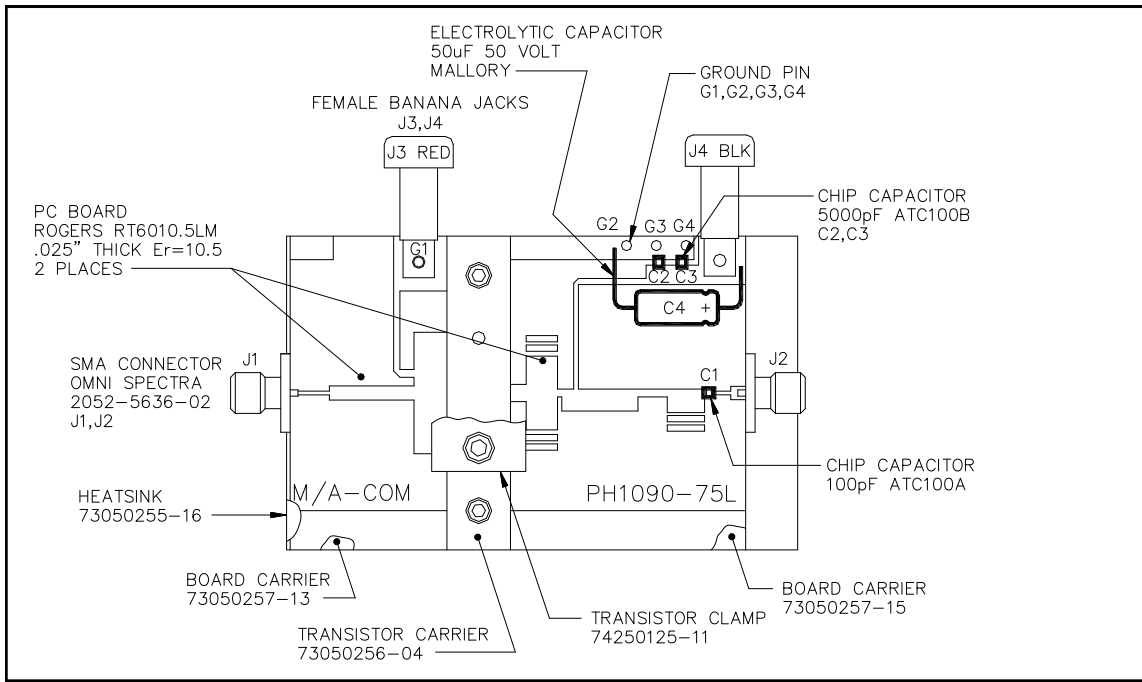 ELECTROLYTIC CAPACITOR
50uF 50 VOLT
MALLORY
GROUND PIN
G1,G2,G3,G4
FEMALE BANANA JACKS
J3,J4
J3 RED
J4 BLK
CHIP CAPACITOR
5000pF ATC100B
C2,C3
PC BOARD
ROGERS RT6010.5LM
.025” THICK Er=10.5
2 PLACES
G2
G3
G4
G1
C2
C3
C4
+
SMA CONNECTOR
OMNI SPECTRA
2052-5636-02
J1,J2
J1
J2
C1
CHIP CAPACITOR
100pF ATC100A
M/A-COM
PH1090-75L
HEATSINK
73050255-16
BOARD CARRIER
73050257-13
BOARD CARRIER
73050257-15
TRANSISTOR CLAMP
74250125-11
TRANSISTOR CARRIER
73050256-04